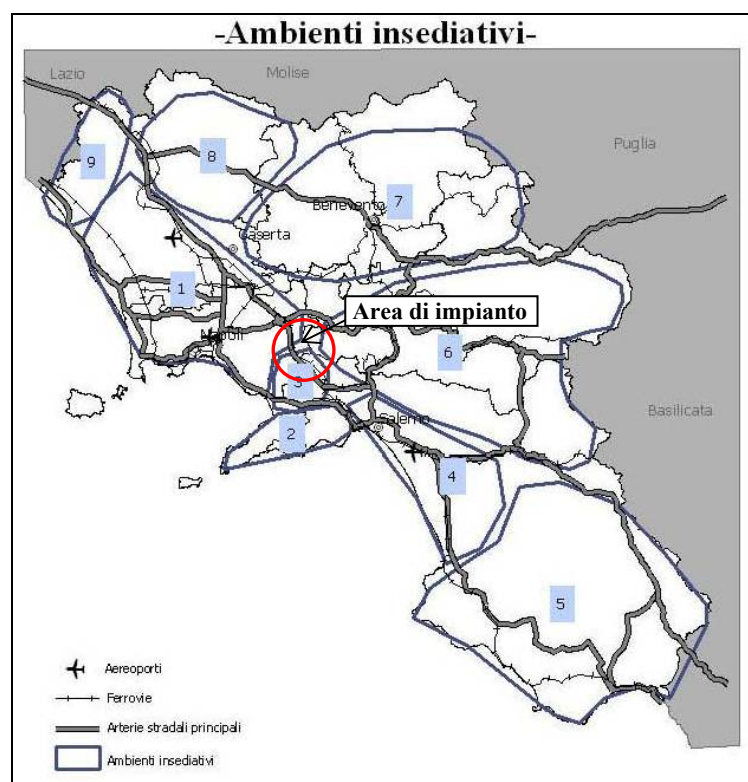 -Ambienti insediativi-
Lazio
Molise
Puglia
9
8
7
Benevento
Caserta
1
Area di impianto
Napoli
6
3
Basilicata
2
Salerno
4
5
Aereoporti
Ferrovie
Arterie stradali principali
Ambienti insediativi